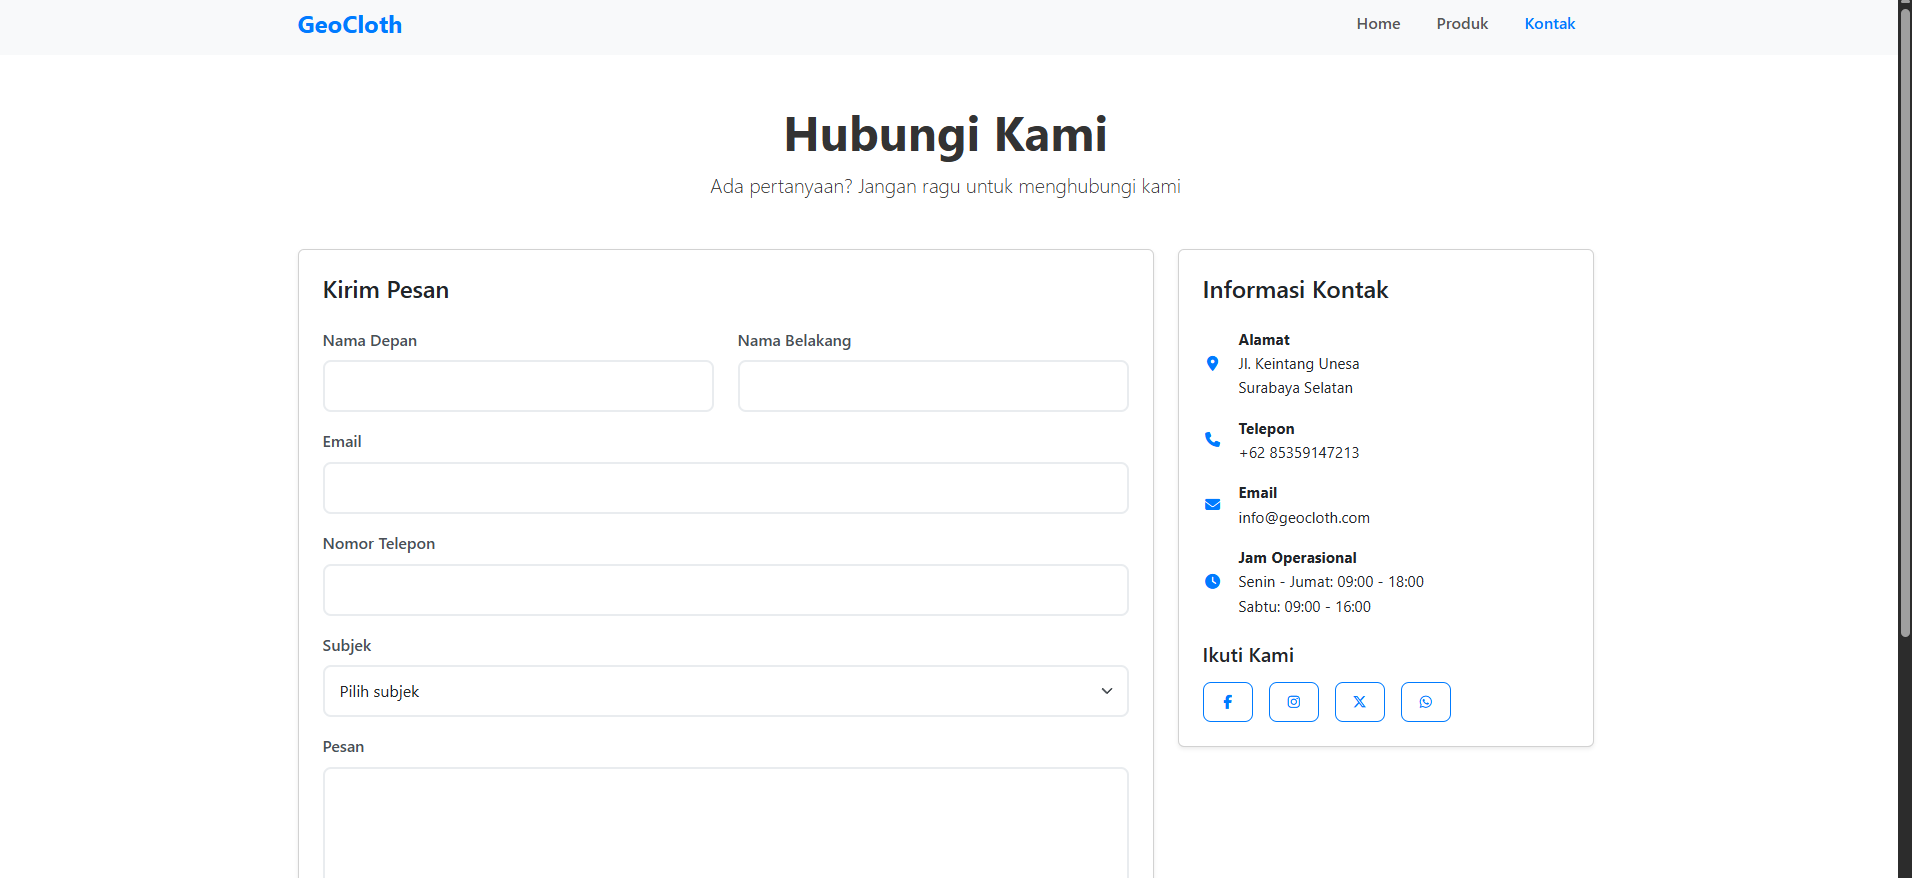 GeoCloth
Home
Produk
Kontak
Hubungi Kami
Ada pertanyaan? Jangan ragu untuk menghubungi kami
Kirim Pesan
Nama Depan
Nama Belakang
Email
Nomor Telepon
Subjek
Pilih subjek
Pesan
Informasi Kontak
Alamat
Jl. Keintang Unesa
Surabaya Selatan
Telepon
+62 85359147213
Email
info@geocloth.com
Jam Operasional
Senin - Jumat: 09:00 - 18:00
Sabtu: 09:00 - 16:00
Ikuti Kami